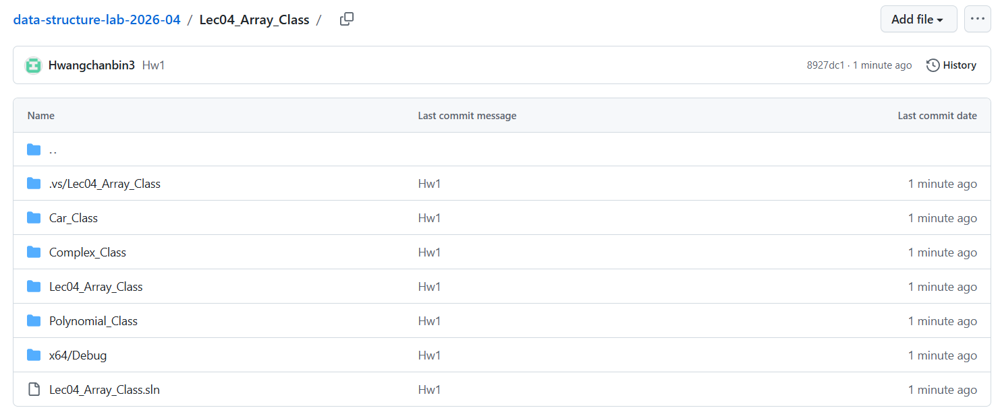 data-structure-lab-2026-04 / Lec04_Array_Class / Add file ...
Hwangchanbin3 Hw1 8927dc1 · 1 minute ago History
Name Last commit message Last commit date
..
.vs/Lec04_Array_Class Hw1 1 minute ago
Car_Class Hw1 1 minute ago
Complex_Class Hw1 1 minute ago
Lec04_Array_Class Hw1 1 minute ago
Polynomial_Class Hw1 1 minute ago
x64/Debug Hw1 1 minute ago
Lec04_Array_Class.sln Hw1 1 minute ago